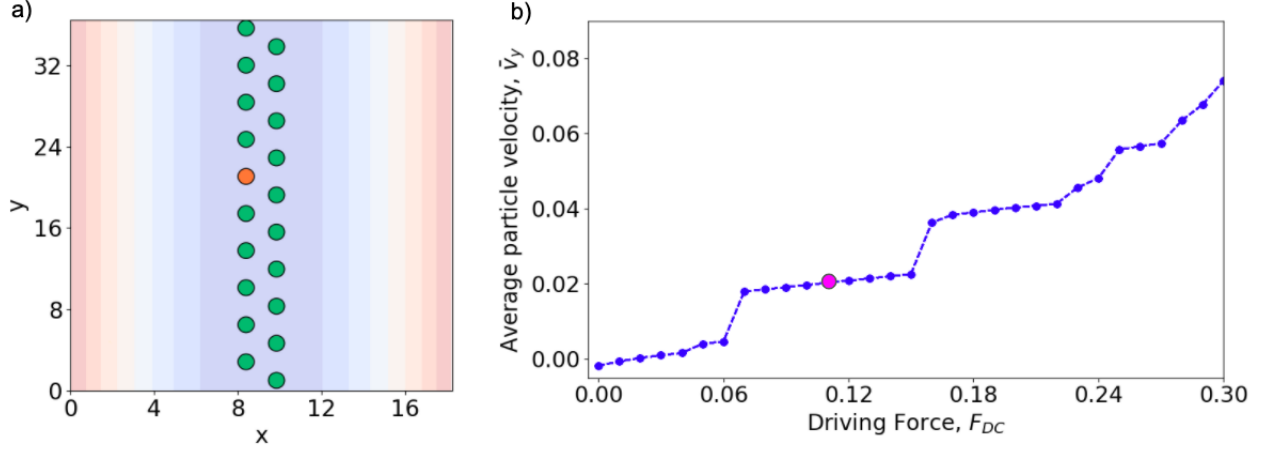 a)
32
24
16
8
0
y
0 4 8 12 16
x
b)
0.08
0.06
0.04
0.02
0.00
Average particle velocity, v̄y
0.00 0.06 0.12 0.18 0.24 0.30
Driving Force, FDC